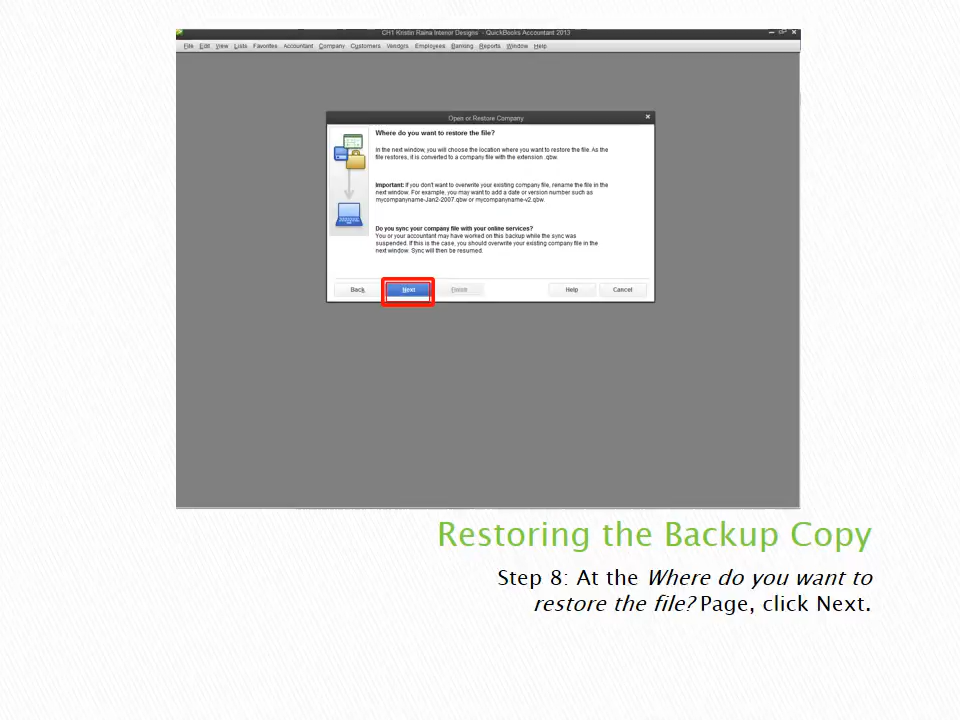 CH1 Kristin Raina Interior Designs - QuickBooks Accountant 2013
File Edit View Lists Favorites Accountant Company Customers Vendors Employees Banking Reports Window Help
Open or Restore Company
Where do you want to restore the file?
In the next window, you will choose the location where you want to restore the file. As the
file restores, it is converted to a company file with the extension .qbw.
Important: If you don't want to overwrite your existing company file, rename the file in the
next window. For example, you may want to add a date or version number such as
mycompanyname-Jan2-2007.qbw or mycompanyname-v2.qbw.
Do you sync your company file with your online services?
You or your accountant may have worked on this backup while the sync was
suspended. If this is the case, you should overwrite your existing company file in the
next window. Sync will then be resumed.
Back Next Finish Help Cancel
Restoring the Backup Copy
Step 8: At the Where do you want to
restore the file? Page, click Next.